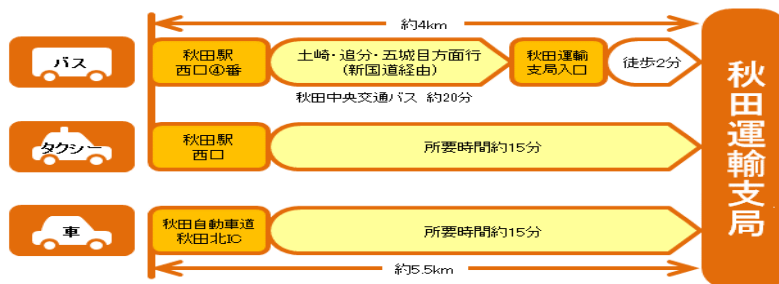 約4km
バス
秋田駅
西口④番
土崎・追分・五城目方面行
(新国道経由)
秋田運輸
支局入口
徒歩2分
秋田中央交通バス 約20分
タクシー
秋田駅
西口
所要時間約15分
車
秋田自動車道
秋田北IC
所要時間約15分
約5.5km
秋田運輸支局